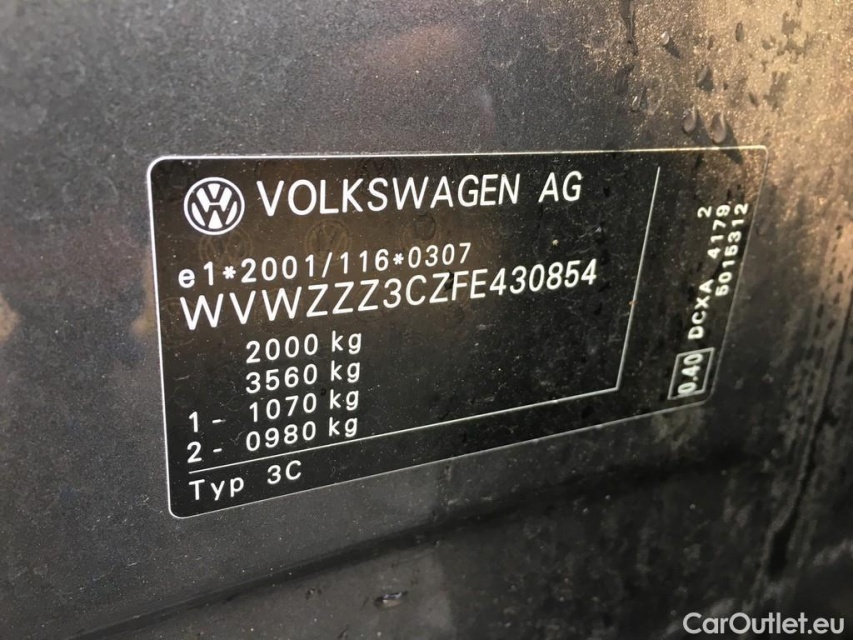 VOLKSWAGEN AG
e1*2001/116*0307
WVWZZZ3CZFE430854
2000 kg
3560 kg
1- 1070 kg
2- 0980 kg
Typ 3C
0.40
DCXA 4179 2
5015312
CarOutlet.eu